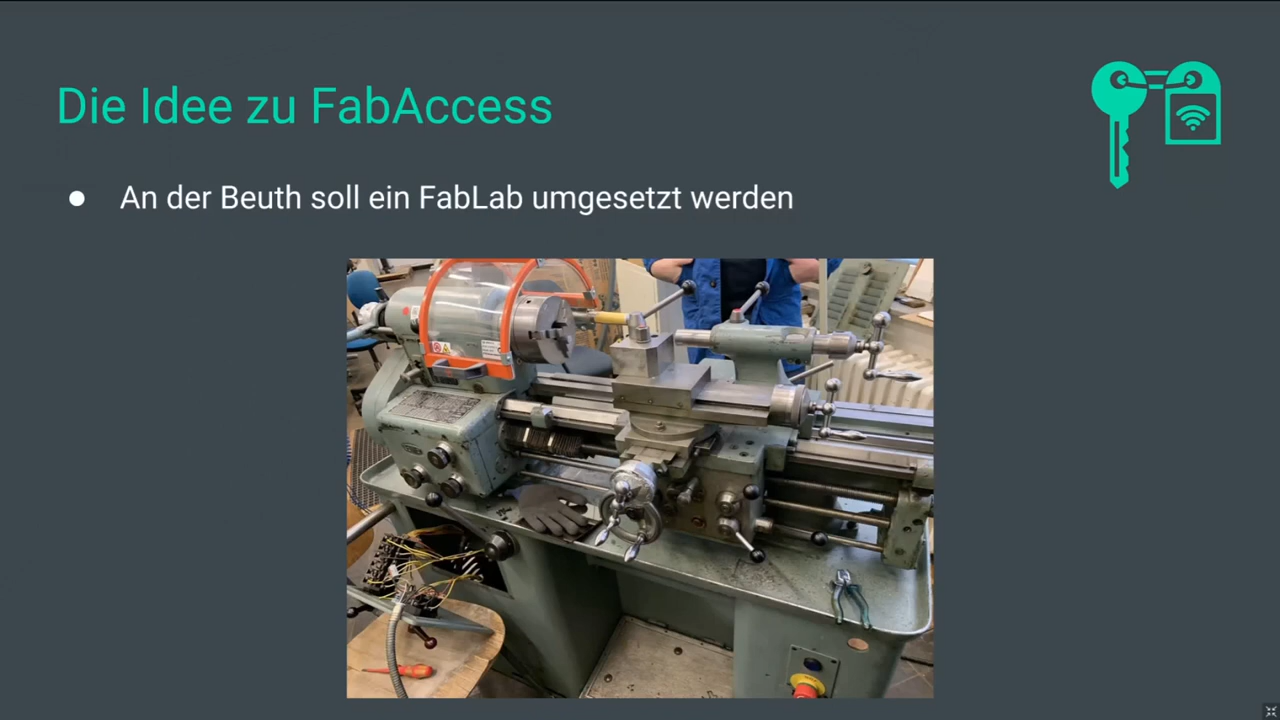 Die Idee zu FabAccess
● An der Beuth soll ein FabLab umgesetzt werden